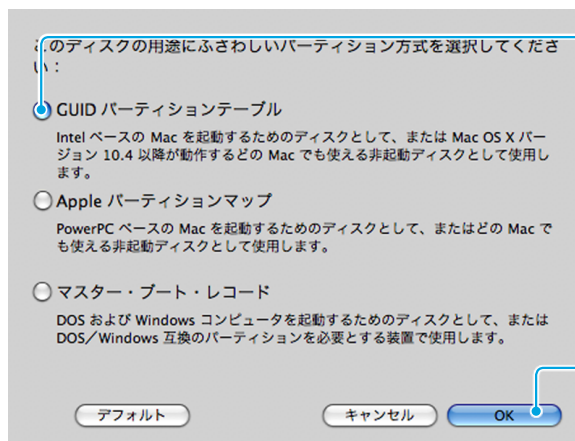 このディスクの用途にふさわしいパーティション方式を選択してくださ
い：
GUID パーティションテーブル
Intel ベースの Mac を起動するためのディスクとして、または Mac OS X バー
ジョン 10.4 以降が動作するどの Mac でも使える非起動ディスクとして使用し
ます。
Apple パーティションマップ
PowerPC ベースの Mac を起動するためのディスクとして、またはどの Mac で
も使える非起動ディスクとして使用します。
マスター・ブート・レコード
DOS および Windows コンピュータを起動するためのディスクとして、または
DOS／Windows 互換のパーティションを必要とする装置で使用します。
デフォルト キャンセル OK